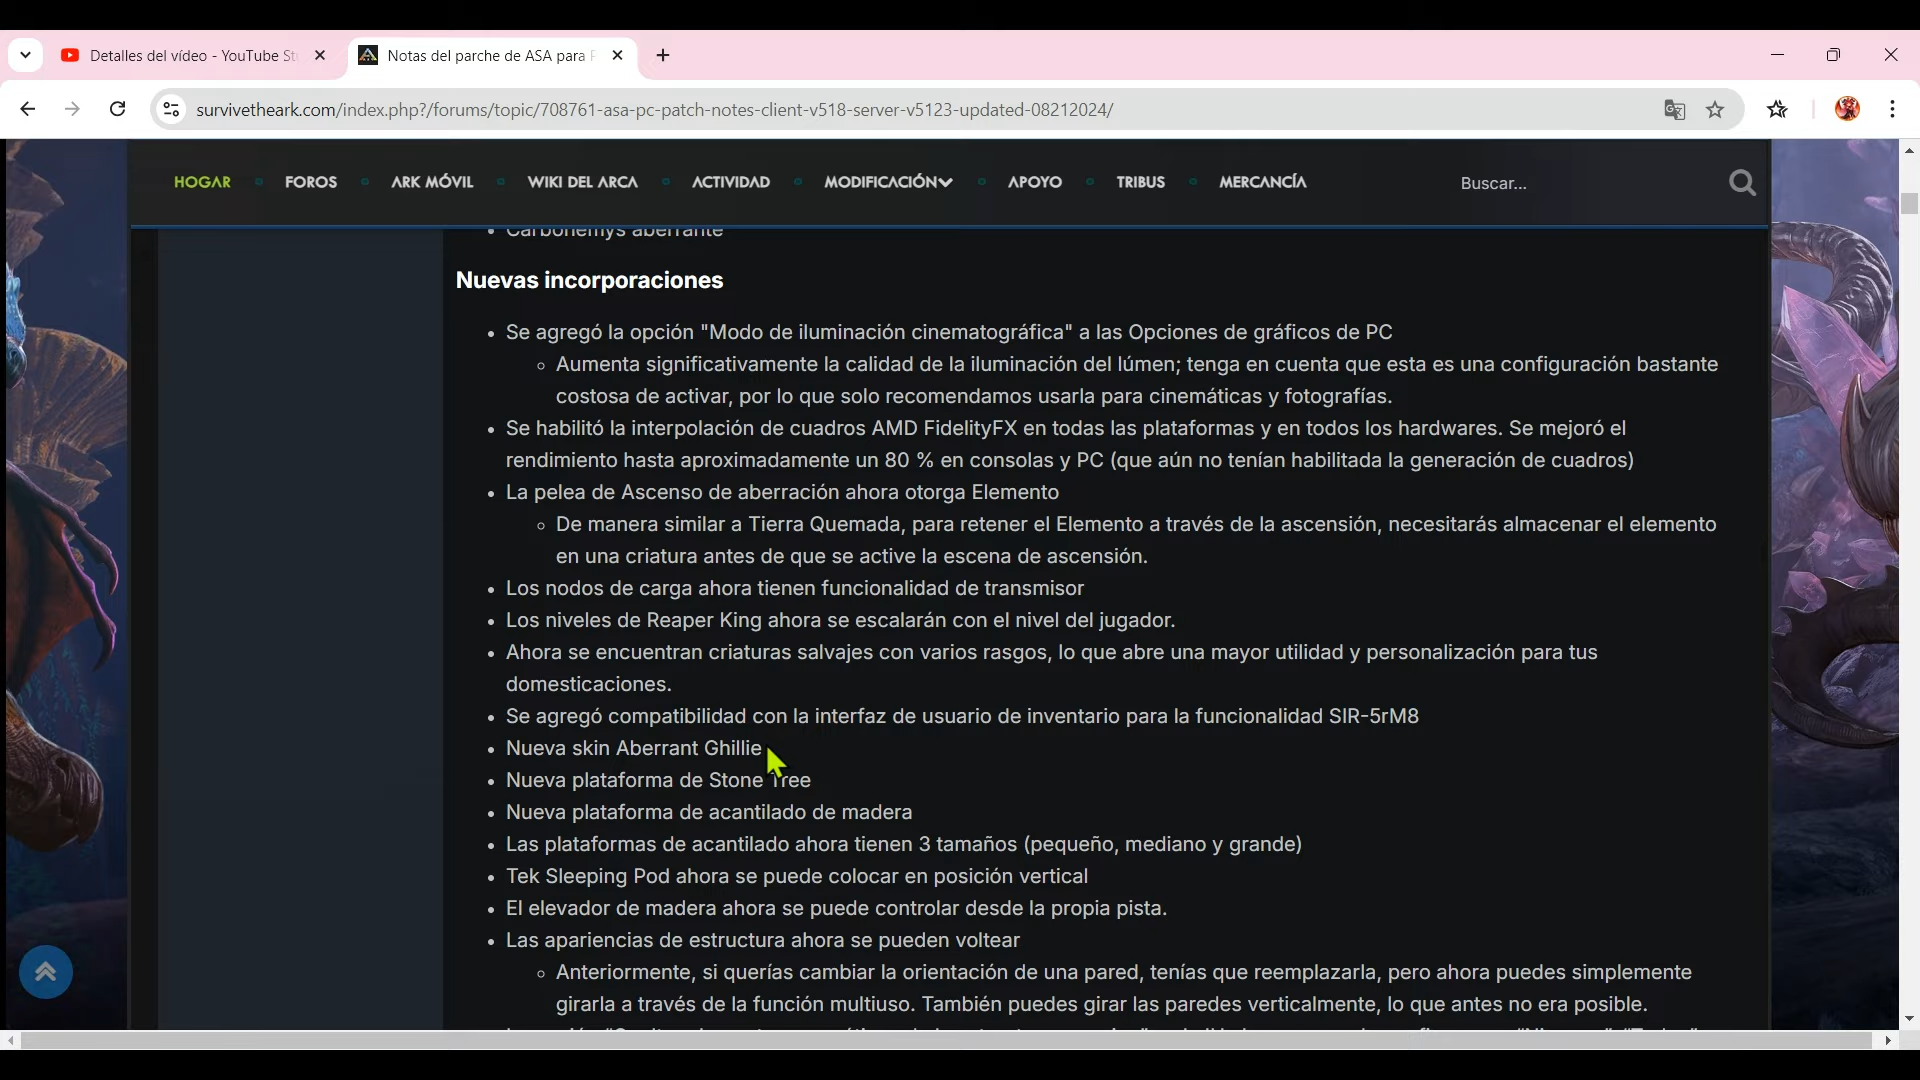 Detalles del vídeo - YouTube St
Notas del parche de ASA para P
survivetheark.com/index.php?/forums/topic/708761-asa-pc-patch-notes-client-v518-server-v5123-updated-08212024/
HOGAR
FOROS
ARK MÓVIL
WIKI DEL ARCA
ACTIVIDAD
MODIFICACIÓN
APOYO
TRIBUS
MERCANCÍA
Buscar...
• Carbonemys aberrante
Nuevas incorporaciones
• Se agregó la opción "Modo de iluminación cinematográfica" a las Opciones de gráficos de PC
Aumenta significativamente la calidad de la iluminación del lúmen; tenga en cuenta que esta es una configuración bastante
costosa de activar, por lo que solo recomendamos usarla para cinemáticas y fotografías.
• Se habilitó la interpolación de cuadros AMD FidelityFX en todas las plataformas y en todos los hardwares. Se mejoró el
rendimiento hasta aproximadamente un 80 % en consolas y PC (que aún no tenían habilitada la generación de cuadros)
• La pelea de Ascenso de aberración ahora otorga Elemento
De manera similar a Tierra Quemada, para retener el Elemento a través de la ascensión, necesitarás almacenar el elemento
en una criatura antes de que se active la escena de ascensión.
• Los nodos de carga ahora tienen funcionalidad de transmisor
• Los niveles de Reaper King ahora se escalarán con el nivel del jugador.
• Ahora se encuentran criaturas salvajes con varios rasgos, lo que abre una mayor utilidad y personalización para tus
domesticaciones.
• Se agregó compatibilidad con la interfaz de usuario de inventario para la funcionalidad SIR-5rM8
• Nueva skin Aberrant Ghillie
• Nueva plataforma de Stone Tree
• Nueva plataforma de acantilado de madera
• Las plataformas de acantilado ahora tienen 3 tamaños (pequeño, mediano y grande)
• Tek Sleeping Pod ahora se puede colocar en posición vertical
• El elevador de madera ahora se puede controlar desde la propia pista.
• Las apariencias de estructura ahora se pueden voltear
Anteriormente, si querías cambiar la orientación de una pared, tenías que reemplazarla, pero ahora puedes simplemente
girarla a través de la función multiuso. También puedes girar las paredes verticalmente, lo que antes no era posible.